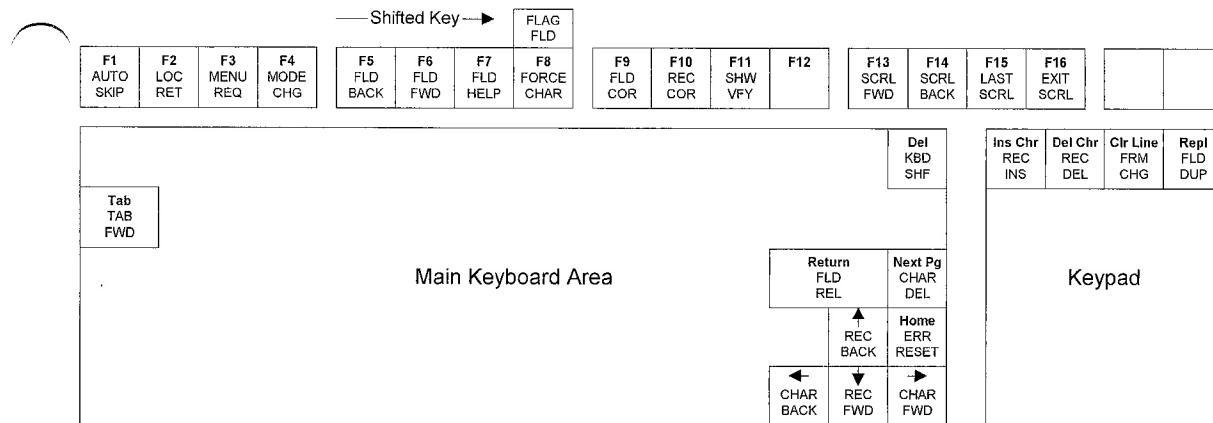 Shifted Key
FLAG
FLD
F1
AUTO
SKIP
F2
LOC
RET
F3
MENU
REQ
F4
MODE
CHG
F5
FLD
BACK
F6
FLD
FWD
F7
FLD
HELP
F8
FORCE
CHAR
F9
FLD
COR
F10
REC
COR
F11
SHW
VFY
F12
F13
SCRL
FWD
F14
SCRL
BACK
F15
LAST
SCRL
F16
EXIT
SCRL
Del
KBD
SHF
Ins Chr
REC
INS
Del Chr
REC
DEL
Clr Line
FRM
CHG
Repl
FLD
DUP
Tab
TAB
FWD
Main Keyboard Area
Return
FLD
REL
Next Pg
CHAR
DEL
Keypad
REC
BACK
Home
ERR
RESET
CHAR
BACK
REC
FWD
CHAR
FWD